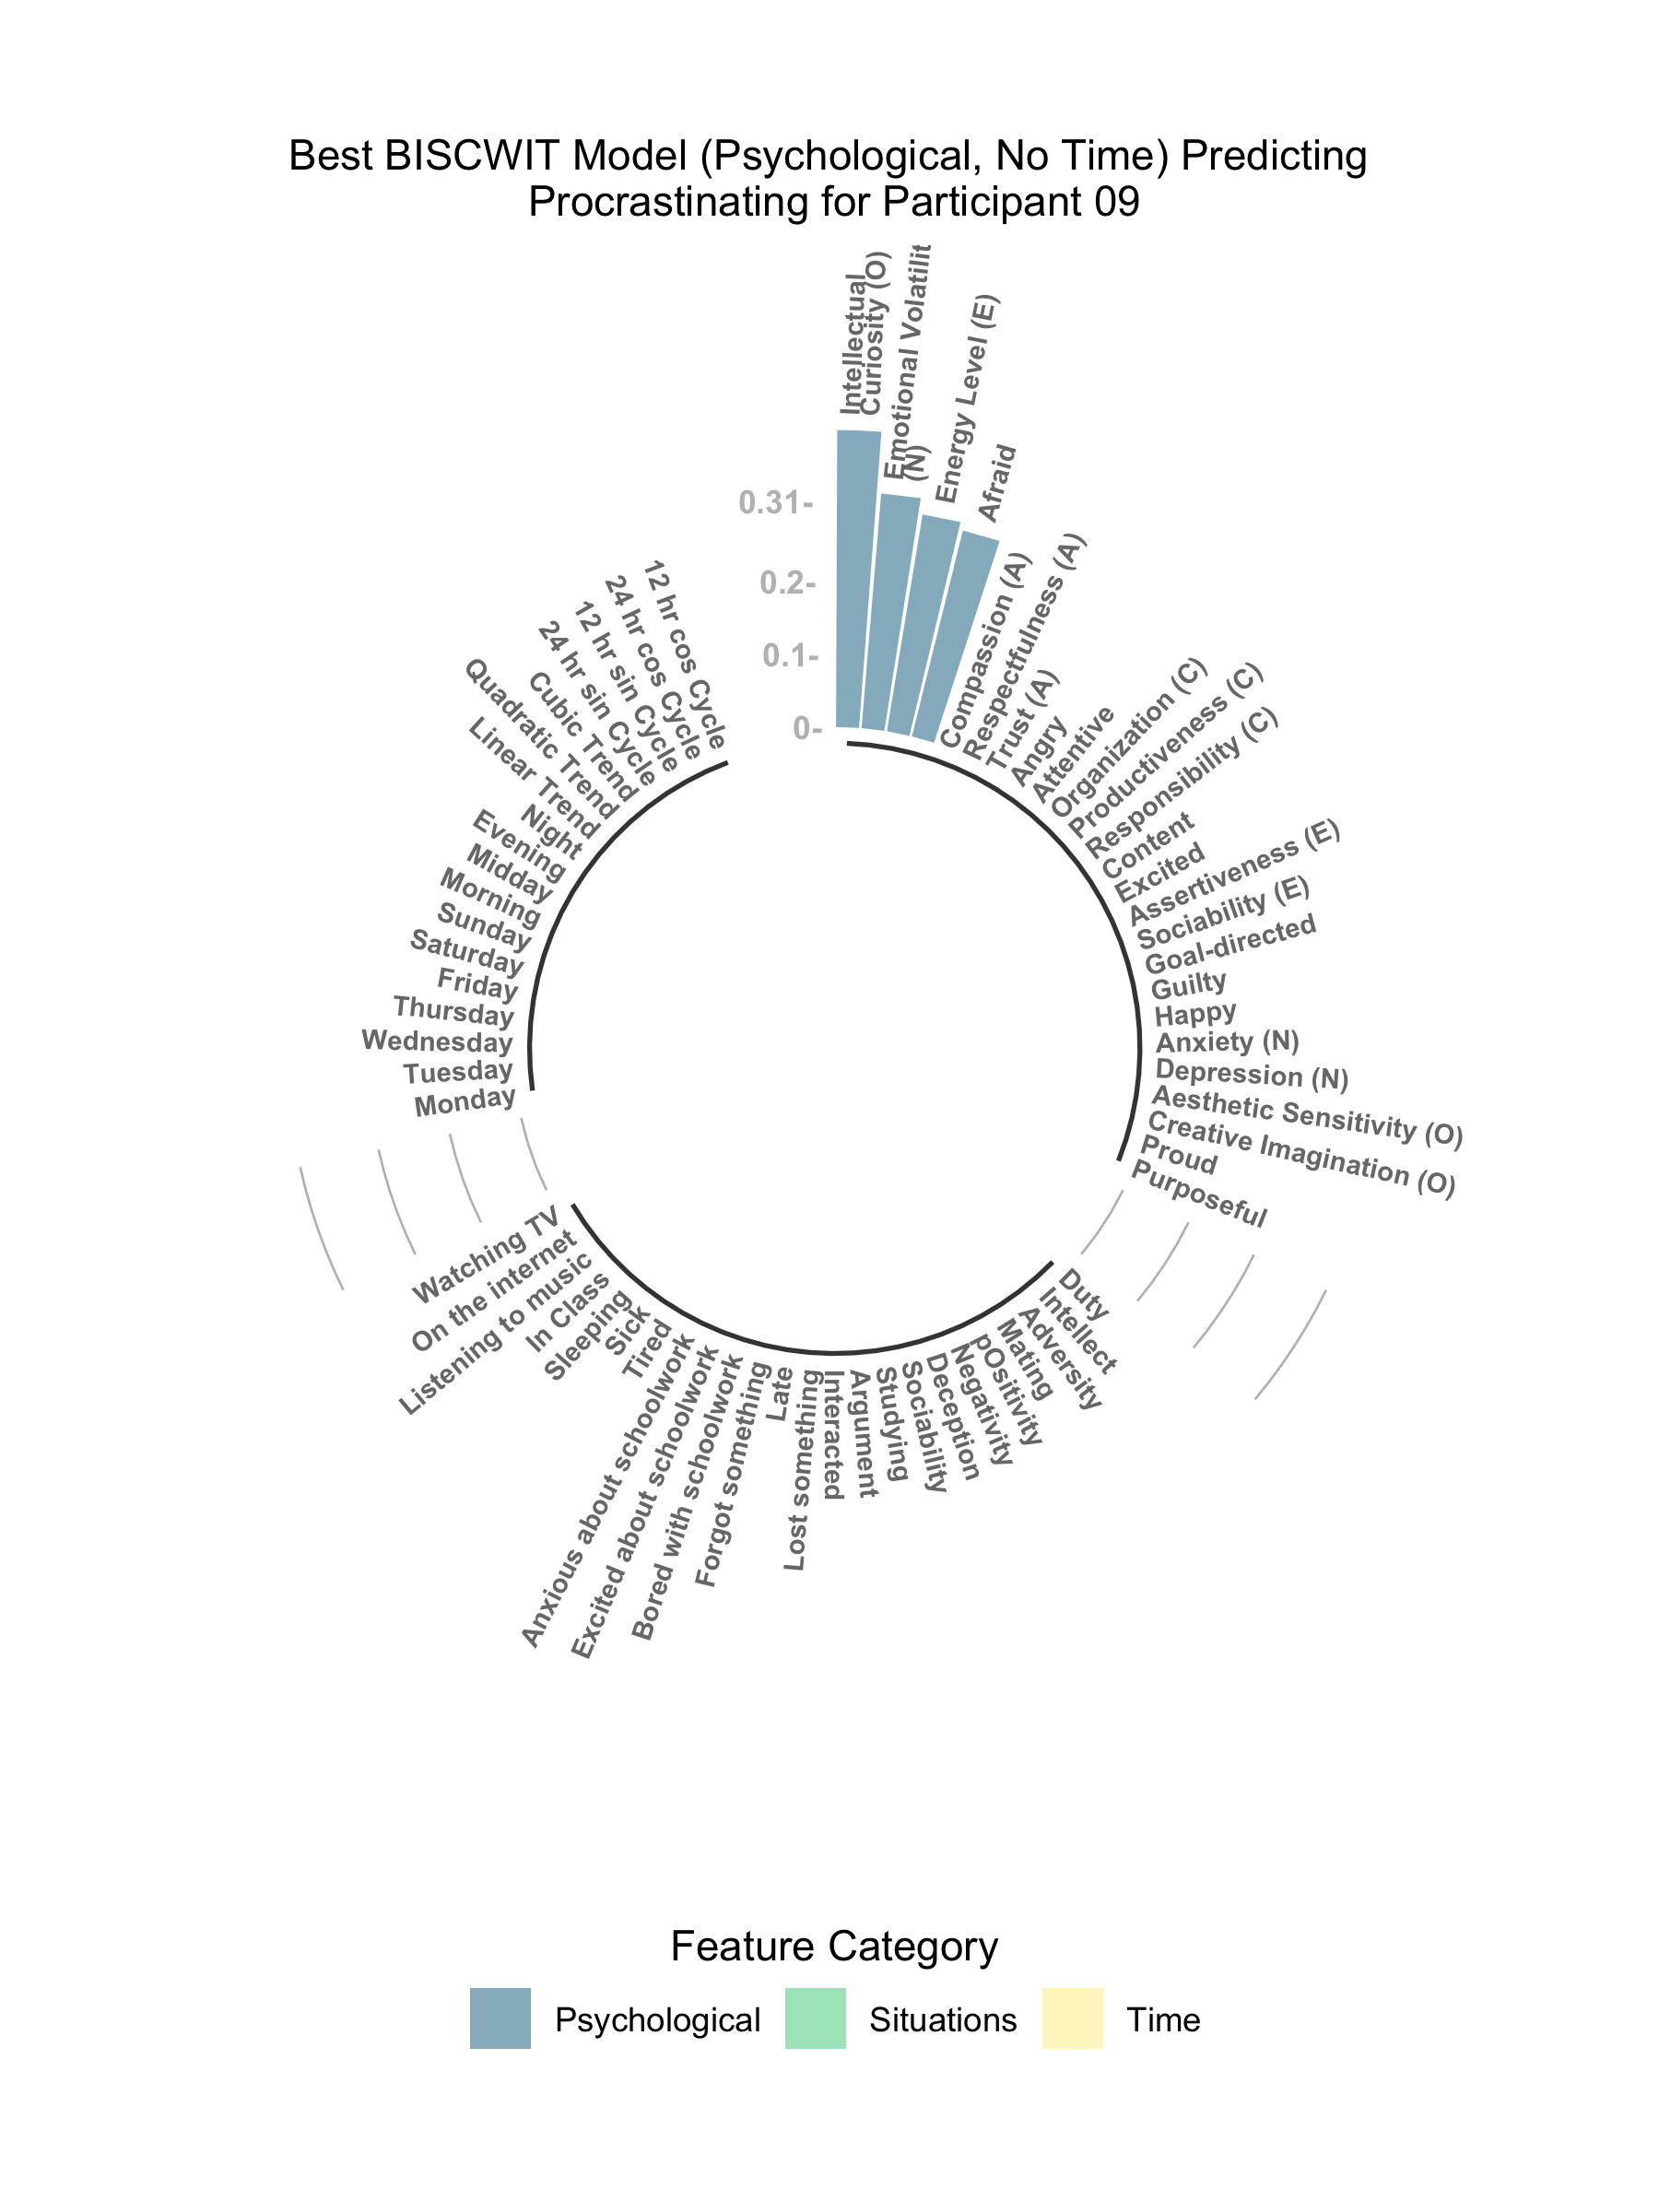 Best BISCWIT Model (Psychological, No Time) Predicting
Procrastinating for Participant 09
Intellectual
Curiosity (O)
Emotional Volatilit
(N)
Energy Level (E)
Afraid
Compassion (A)
Respectfulness (A)
Trust (A)
Angry
Attentive
Organization (C)
Productiveness (C)
Responsibility (C)
Content
Excited
Assertiveness (E)
Sociability (E)
Goal-directed
Guilty
Happy
Anxiety (N)
Depression (N)
Aesthetic Sensitivity (O)
Creative Imagination (O)
Proud
Purposeful
Duty
Intellect
Adversity
Mating
pOsitivity
Negativity
Deception
Sociability
Studying
Argument
Interacted
Lost something
Late
Forgot something
Bored with schoolwork
Excited about schoolwork
Anxious about schoolwork
Tired
Sick
Sleeping
In Class
Listening to music
On the internet
Watching TV
Monday
Tuesday
Wednesday
Thursday
Friday
Saturday
Sunday
Morning
Midday
Evening
Night
Linear Trend
Quadratic Trend
Cubic Trend
24 hr sin Cycle
12 hr sin Cycle
24 hr cos Cycle
12 hr cos Cycle
0.31-
0.2-
0.1-
0-
Feature Category
Psychological
Situations
Time